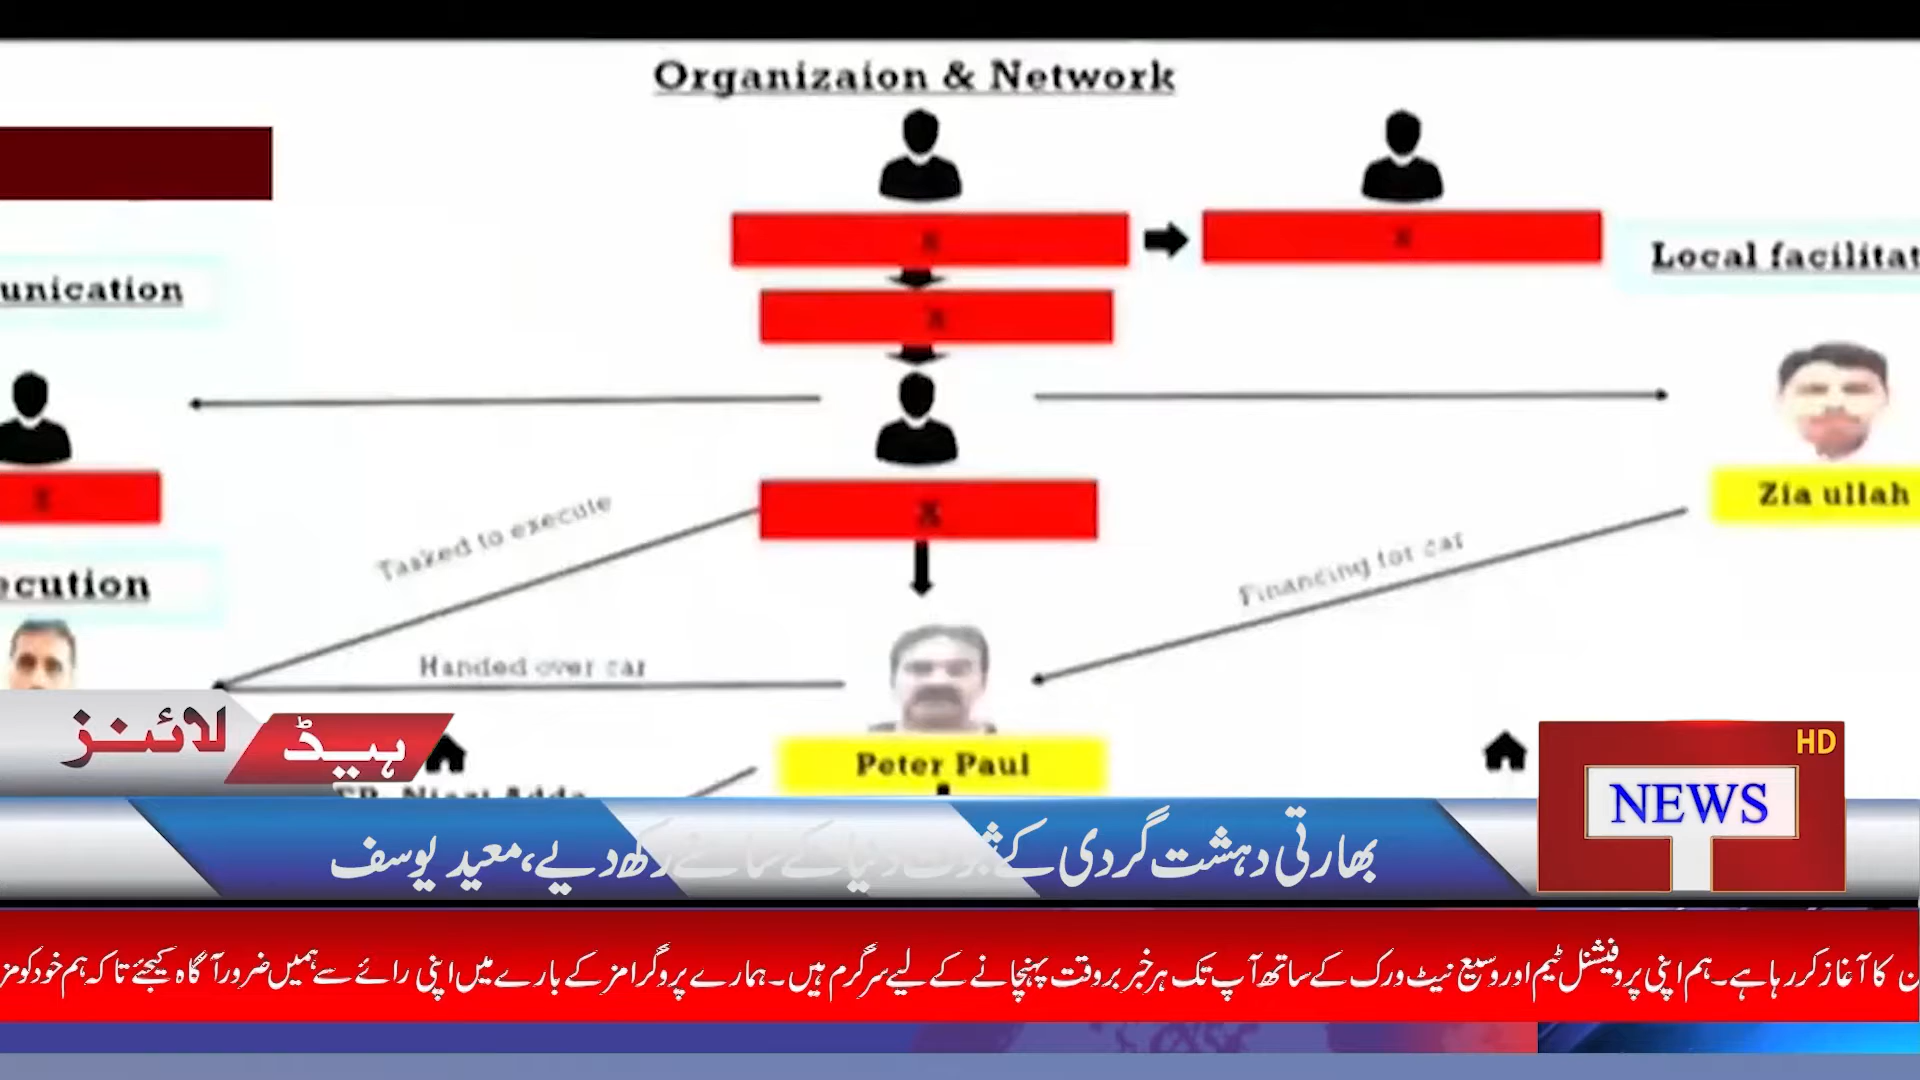 Organizaion & Network
X
X
Local facilitat
unication
X
X
X
Zia ullah
Tasked to execute
Financing for car
ecution
Handed over car
Peter Paul
ہیڈ لائنز
HD
NEWS
بھارتی دہشت گردی کے ثبوت دنیا کے سامنے رکھ دیے، معید یوسف
ن کا آغاز کر رہا ہے۔ ہم اپنی پروفیشنل ٹیم اور وسیع نیٹ ورک کے ساتھ آپ تک ہر خبر بروقت پہنچانے کے لیے سرگرم ہیں۔ ہمارے پروگرامز کے بارے میں اپنی رائے سے ہمیں ضرور آگاہ کیجئے تاکہ ہم خود کو مز